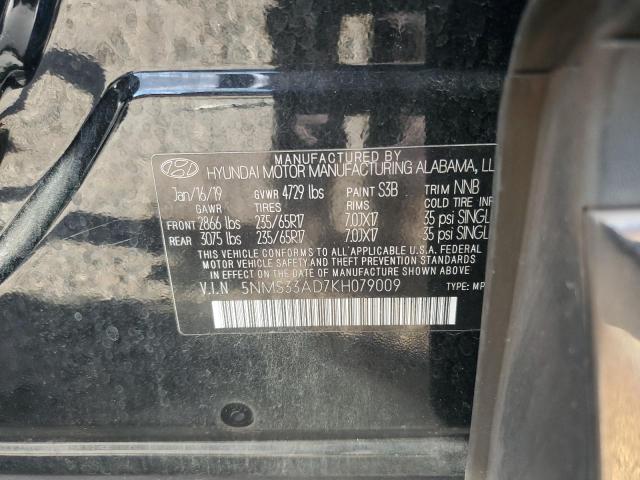 MANUFACTURED BY
HYUNDAI MOTOR MANUFACTURING ALABAMA, LL
Jan/16/19 GVWR 4729 lbs PAINT S3B TRIM NNB
GAWR TIRES RIMS COLD TIRE INF
FRONT 2866 lbs 235/65R17 7.0JX17 35 psi SINGL
REAR 3075 lbs 235/65R17 7.0JX17 35 psi SINGL
THIS VEHICLE CONFORMS TO ALL APPLICABLE U.S.A. FEDERAL
MOTOR VEHICLE SAFETY AND BUMPER STANDARDS
IN EFFECT ON THE DATE OF MANUFACTURE SHOWN ABOVE.
V.I.N 5NMS33AD7KH079009 TYPE: MP